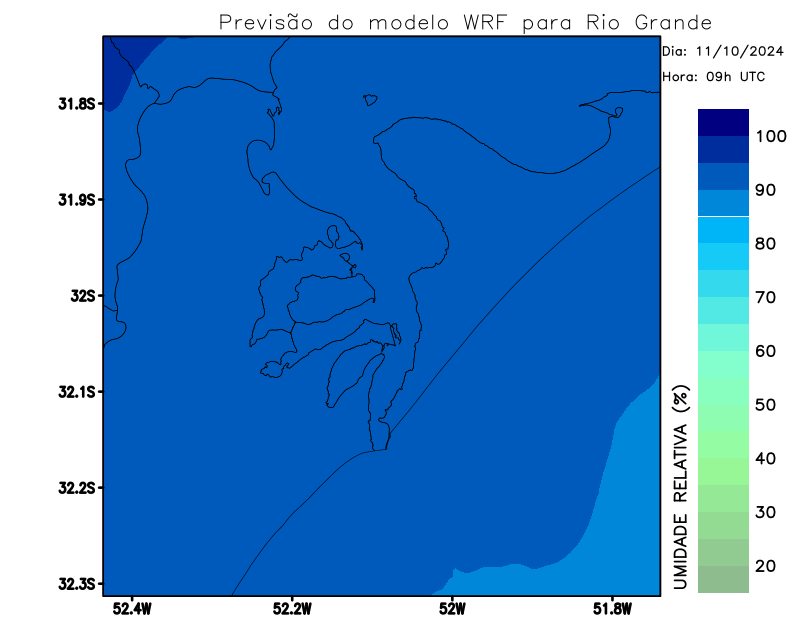 Previsão do modelo WRF para Rio Grande
Dia: 11/10/2024
Hora: 09h UTC
31.8S
31.9S
32S
32.1S
32.2S
32.3S
52.4W
52.2W
52W
51.8W
100
90
80
70
60
50
40
30
20
UMIDADE RELATIVA (%)